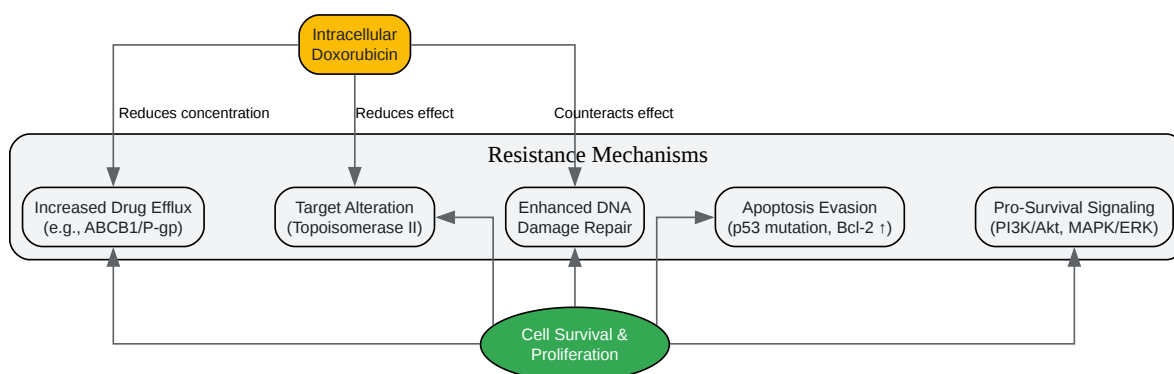 Intracellular
Doxorubicin
Reduces concentration
Reduces effect
Counteracts effect
Resistance Mechanisms
Increased Drug Efflux
(e.g., ABCB1/P-gp)
Target Alteration
(Topoisomerase II)
Enhanced DNA
Damage Repair
Apoptosis Evasion
(p53 mutation, Bcl-2 ↑)
Pro-Survival Signaling
(PI3K/Akt, MAPK/ERK)
Cell Survival &
Proliferation